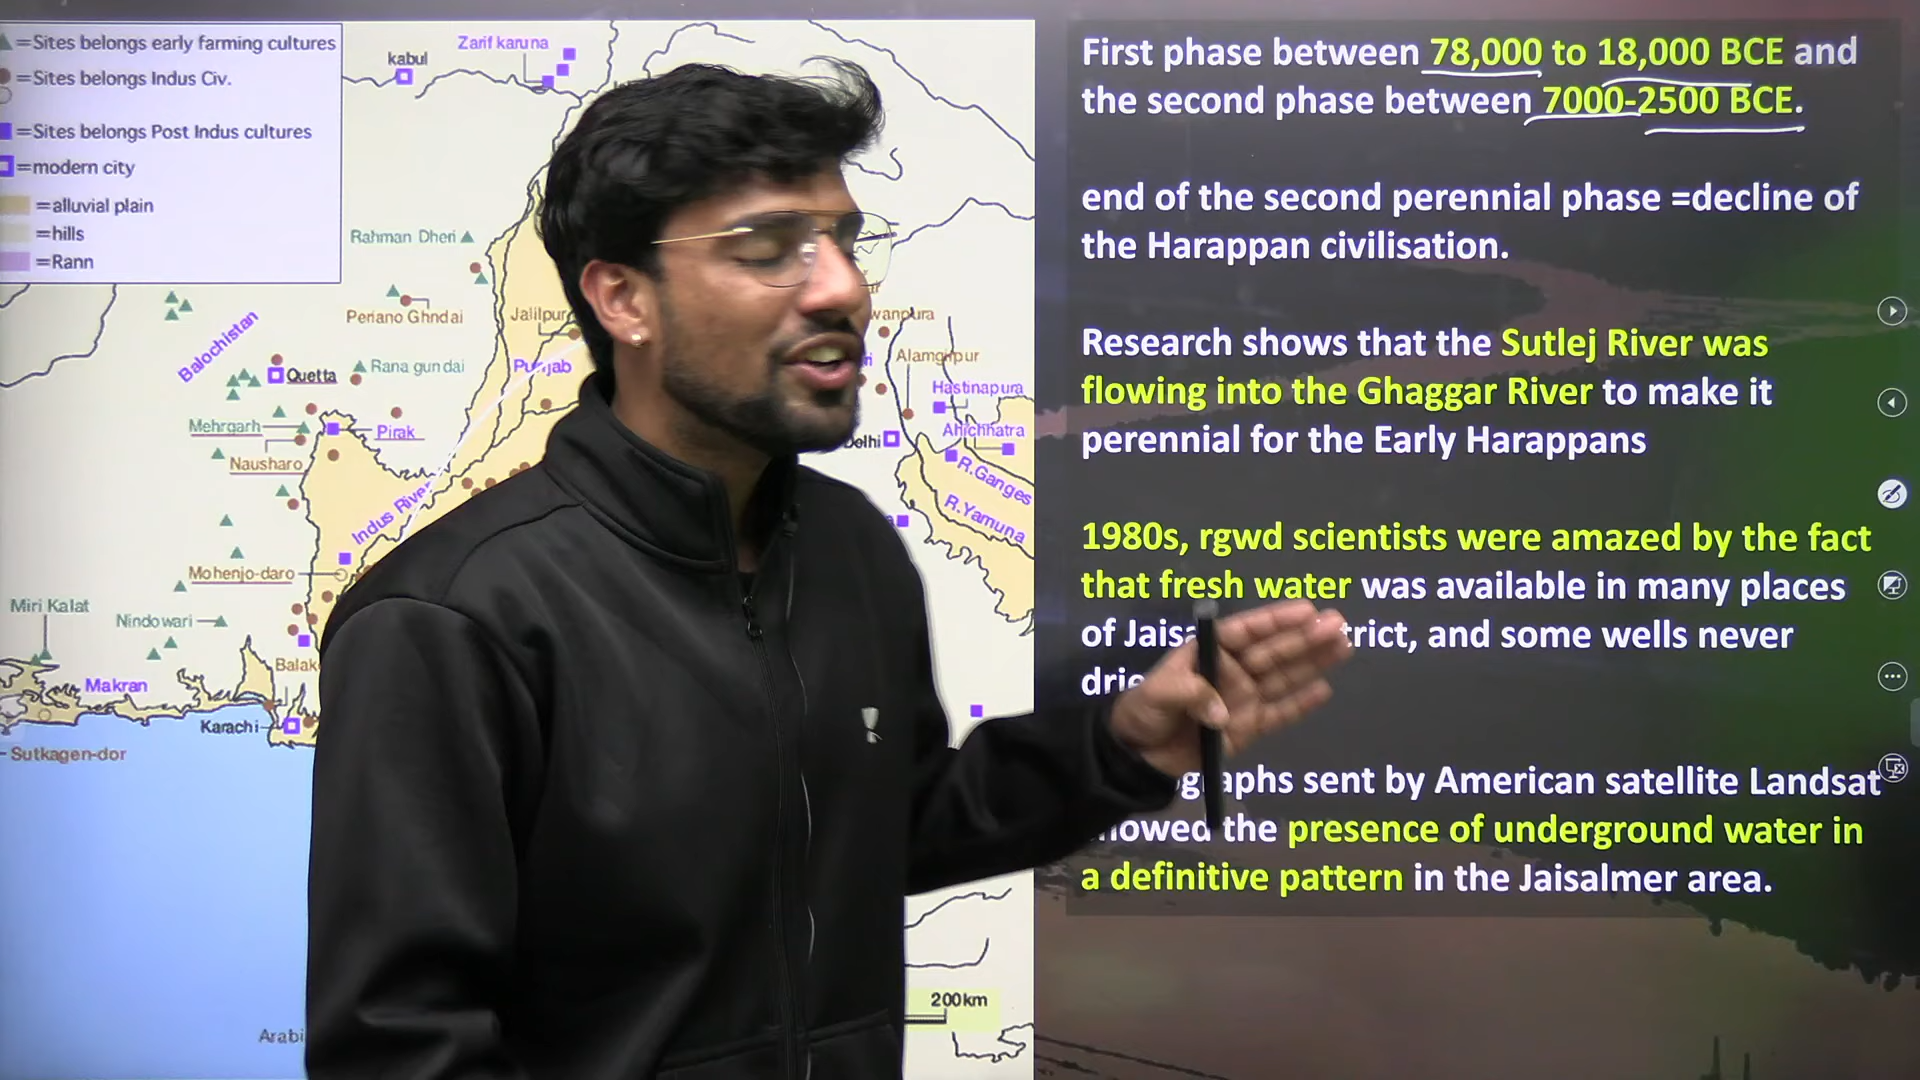 =Sites belongs early farming cultures
=Sites belongs Indus Civ.
=Sites belongs Post Indus cultures
=modern city
=alluvial plain
=hills
=Rann
kabul
Zarif karuna
Rahman Dheri
Periano Ghndai
Jalilpur
Balochistan
Quetta
Rana gundai
Punjab
Alamgirpur
Hastinapura
Ahichhatra
Mehrgarh
Pirak
Nausharo
R.Ganges
R.Yamuna
Indus River
Mohenjo-daro
Miri Kalat
Nindowari
Makran
Karachi
Sutkagen-dor
200km
First phase between 78,000 to 18,000 BCE and
the second phase between 7000-2500 BCE.
end of the second perennial phase =decline of
the Harappan civilisation.
Research shows that the Sutlej River was
flowing into the Ghaggar River to make it
perennial for the Early Harappans
1980s, rgwd scientists were amazed by the fact
that fresh water was available in many places
of and some wells never
sent by American satellite Landsat
the presence of underground water in
a definitive pattern in the Jaisalmer area.